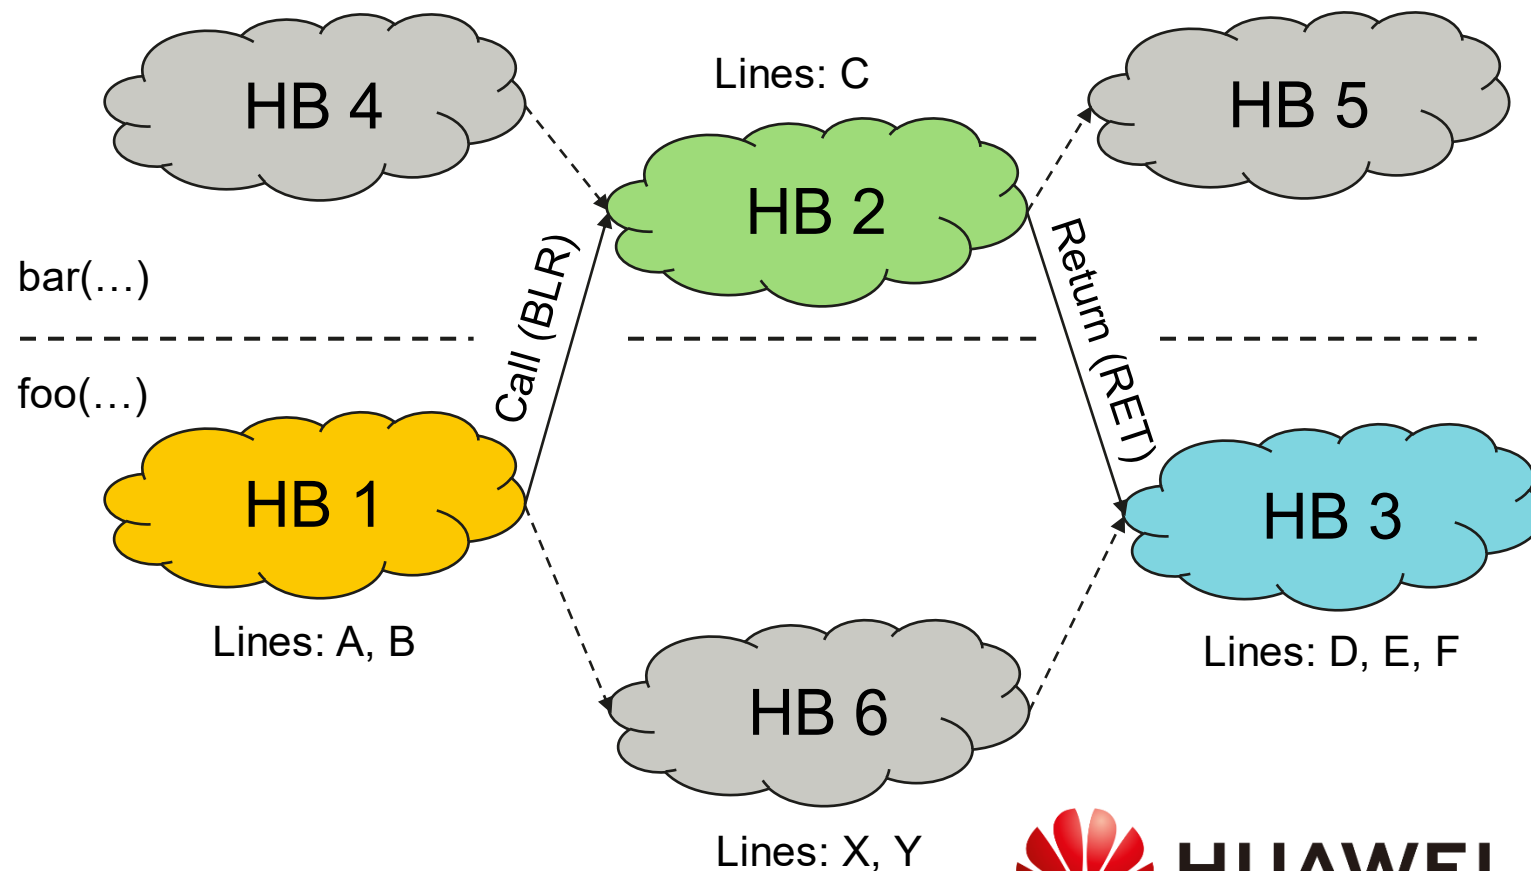 HB 4
Lines: C
HB 5
HB 2
bar(…)
Call (BLR)
Return (RET)
foo(…)
HB 1
HB 3
Lines: A, B
Lines: D, E, F
HB 6
Lines: X, Y
HUAWEI